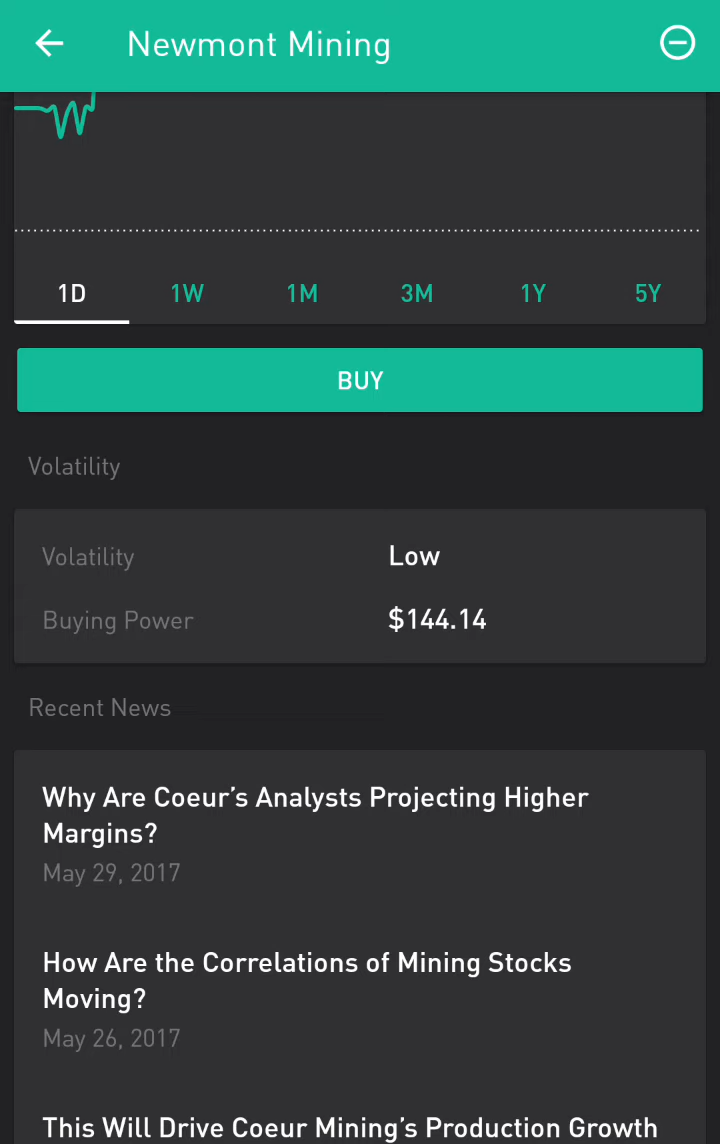 Newmont Mining
1D 1W 1M 3M 1Y 5Y
BUY
Volatility
Volatility Low
Buying Power $144.14
Recent News
Why Are Coeur’s Analysts Projecting Higher
Margins?
May 29, 2017
How Are the Correlations of Mining Stocks
Moving?
May 26, 2017
This Will Drive Coeur Mining’s Production Growth